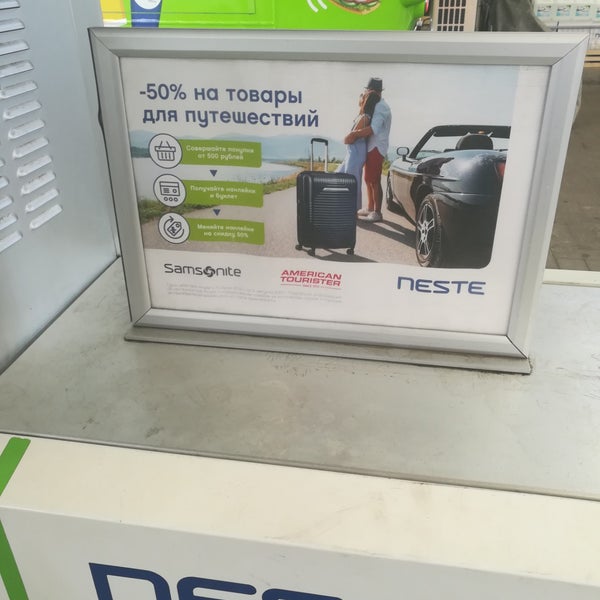 -50% на товары
для путешествий
Совершайте покупки
от 500 рублей
Получайте наклейки
и буклет
Меняйте наклейки
на скидку 50%
Samsonite
AMERICAN
TOURISTER
NESTE
NESTE